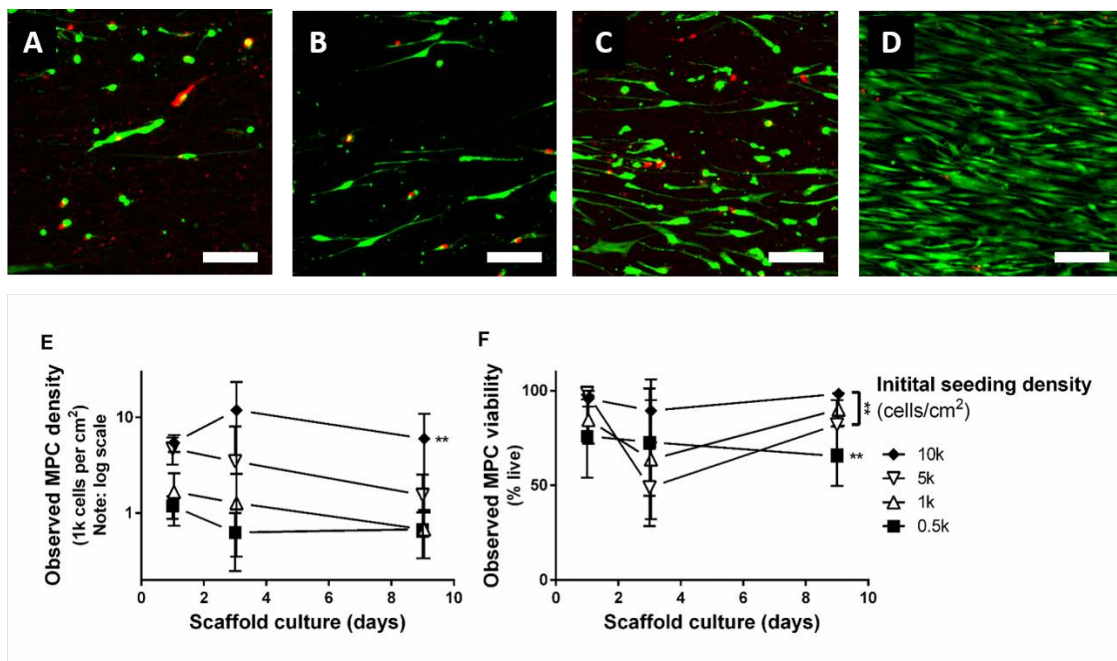 A
B
C
D
E
Observed MPC density
(1k cells per cm²)
Note: log scale
10
1
0 2 4 6 8 10
Scaffold culture (days)
**
F
Observed MPC viability
(% live)
100
50
0
0 2 4 6 8 10
Scaffold culture (days)
**
**
Initital seeding density
(cells/cm²)
10k
5k
1k
0.5k